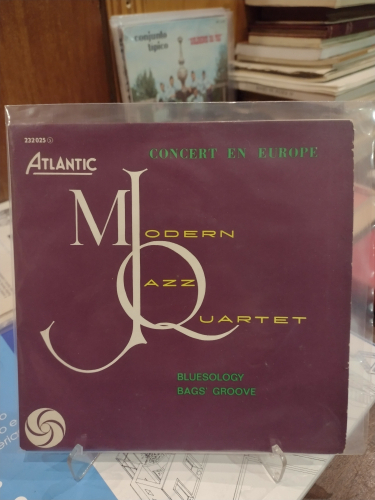 conjunto
típico
232025
ATLANTIC
CONCERT EN EUROPE
MODERN
JAZZ
QUARTET
BLUESOLOGY
BAGS' GROOVE